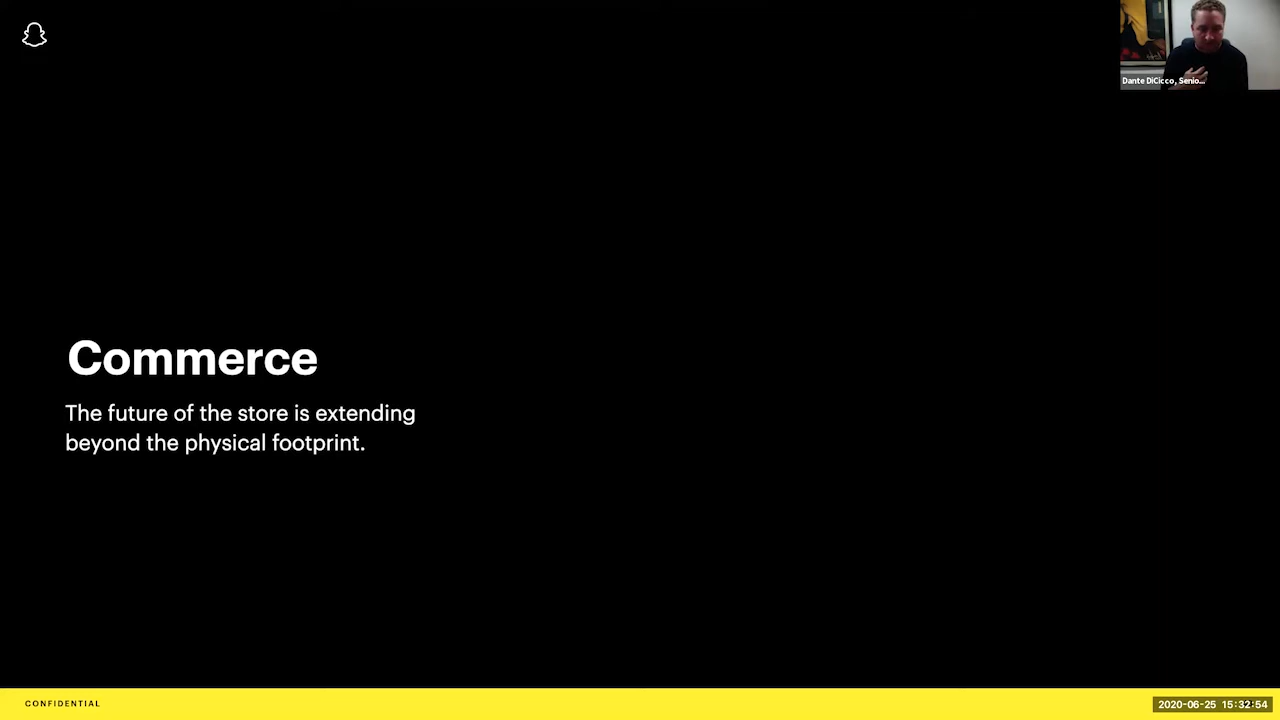 Dante DiCicco, Senio...
Commerce
The future of the store is extending
beyond the physical footprint.
CONFIDENTIAL
2020-06-25 15:32:54